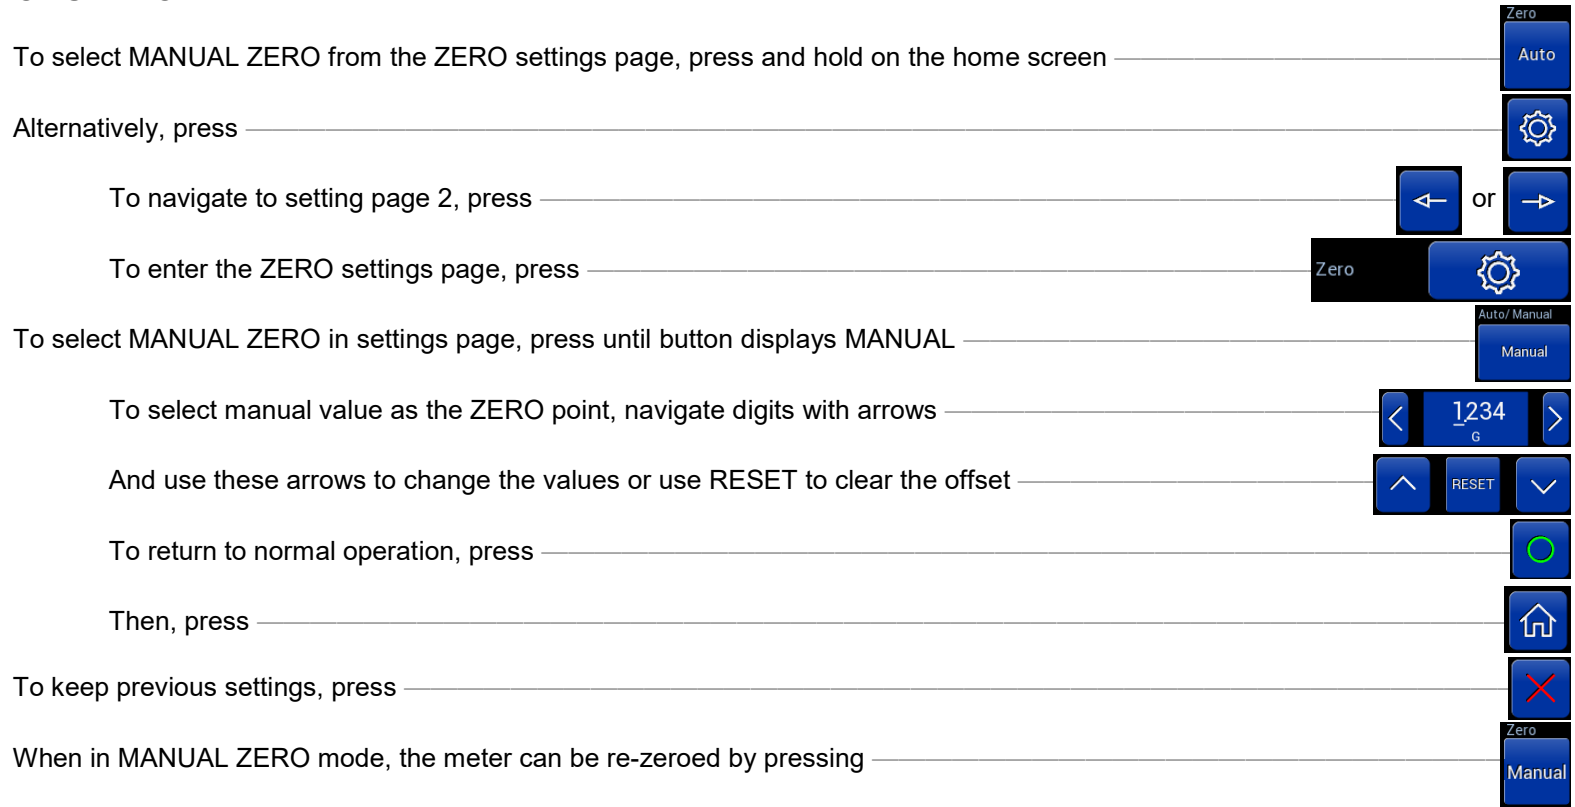 Zero
To select MANUAL ZERO from the ZERO settings page, press and hold on the home screen Auto
Alternatively, press
To navigate to setting page 2, press or
To enter the ZERO settings page, press Zero
Auto/ Manual
To select MANUAL ZERO in settings page, press until button displays MANUAL Manual
To select manual value as the ZERO point, navigate digits with arrows 1.234
G
And use these arrows to change the values or use RESET to clear the offset RESET
To return to normal operation, press
Then, press
To keep previous settings, press
Zero
When in MANUAL ZERO mode, the meter can be re-zeroed by pressing Manual